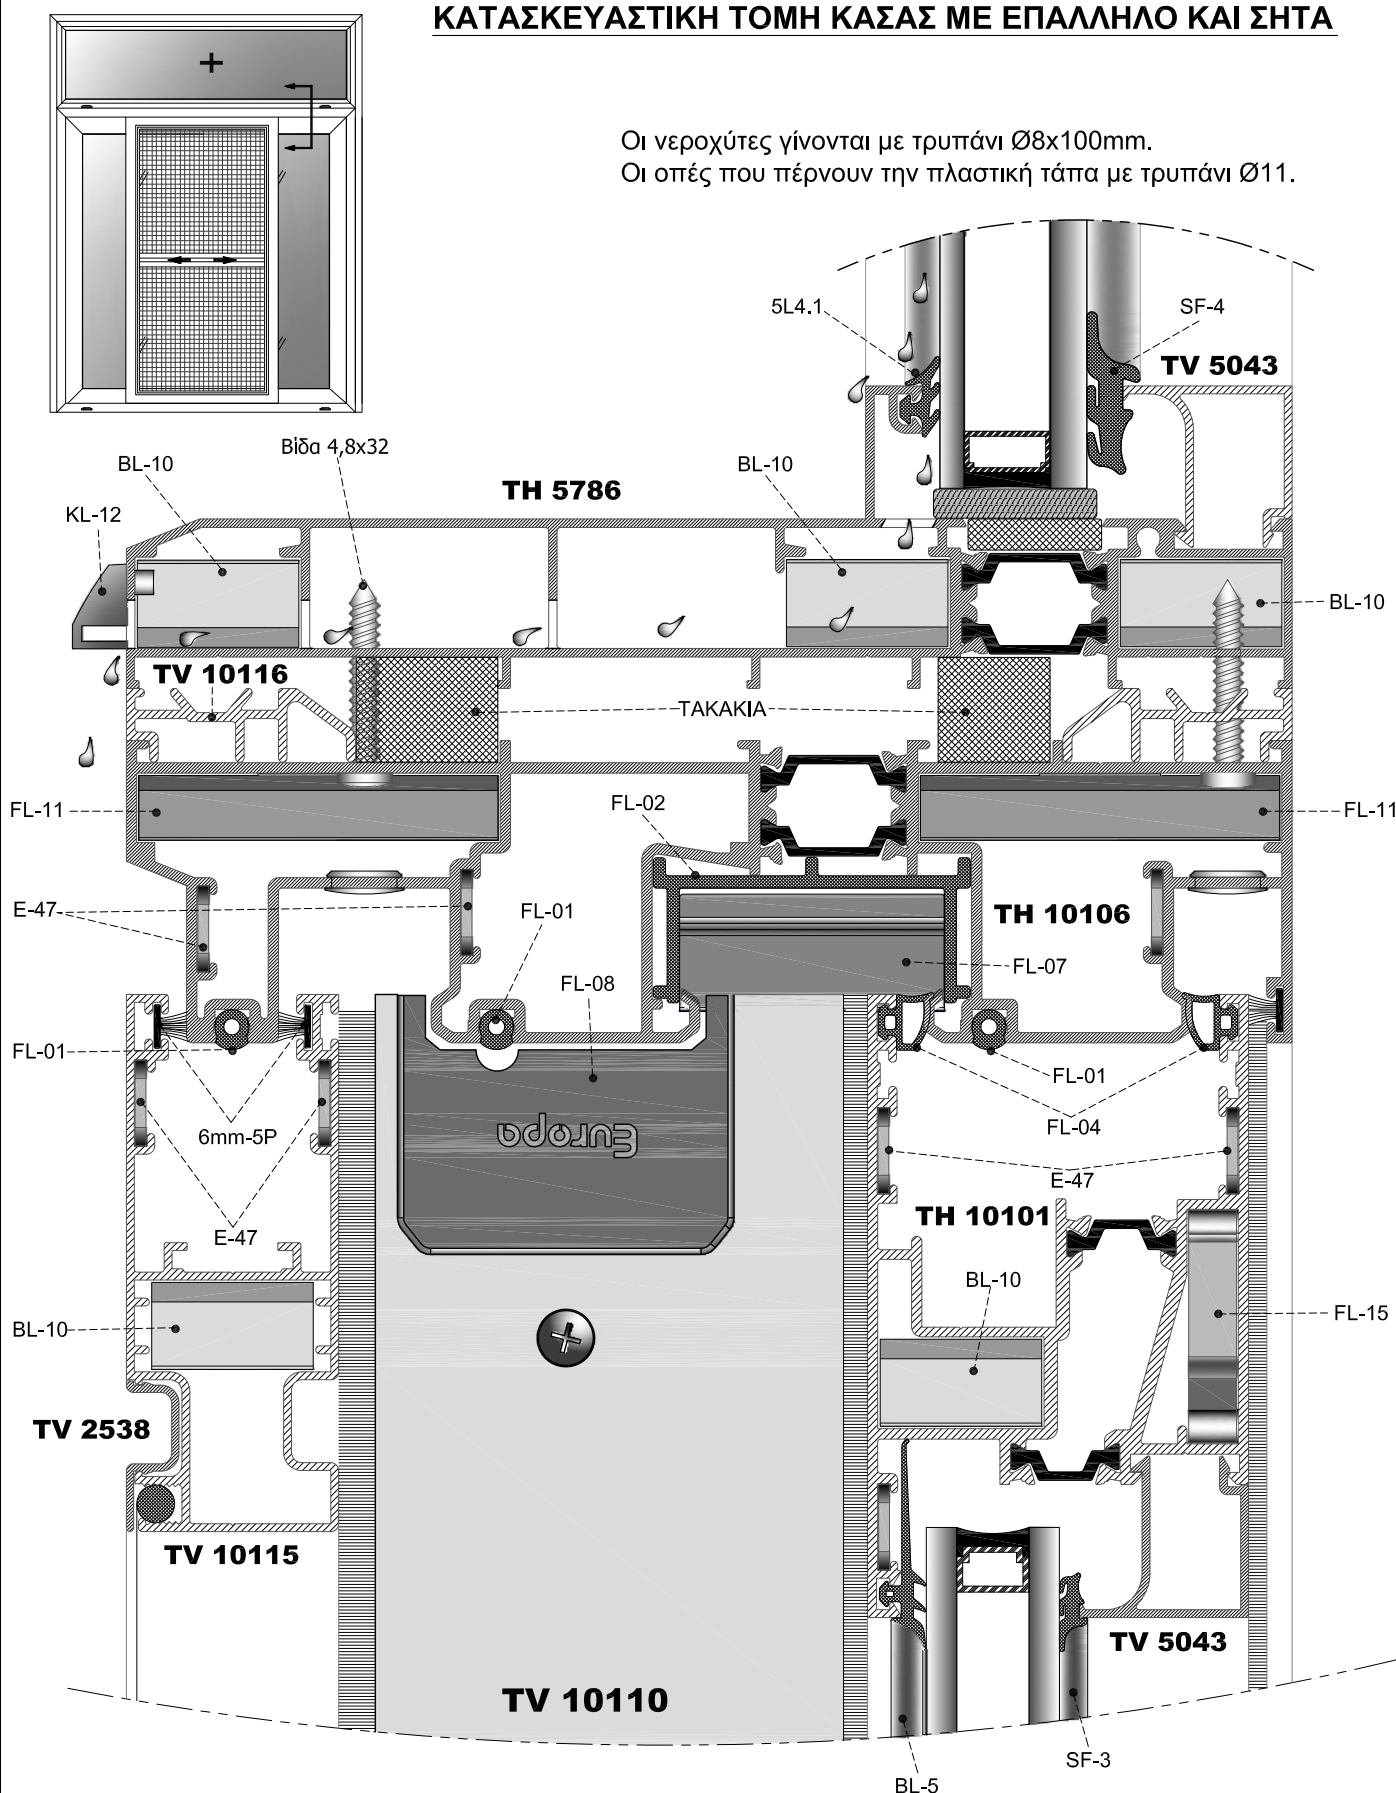 ΚΑΤΑΣΚΕΥΑΣΤΙΚΗ ΤΟΜΗ ΚΑΣΑΣ ΜΕ ΕΠΑΛΛΗΛΟ ΚΑΙ ΣΗΤΑ
Οι νεροχύτες γίνονται με τρυπάνι Ø8x100mm.
Οι οπές που πέρνουν την πλαστική τάπα με τρυπάνι Ø11.
5L4.1
SF-4
TV 5043
Βίδα 4,8x32
BL-10
BL-10
TH 5786
KL-12
BL-10
TV 10116
ΤΑΚΑΚΙΑ
FL-11
FL-02
FL-11
E-47
FL-01
TH 10106
FL-07
FL-08
FL-01
FL-01
6mm-5P
FL-04
Europa
E-47
TH 10101
E-47
BL-10
BL-10
FL-15
TV 2538
TV 10115
TV 5043
TV 10110
SF-3
BL-5